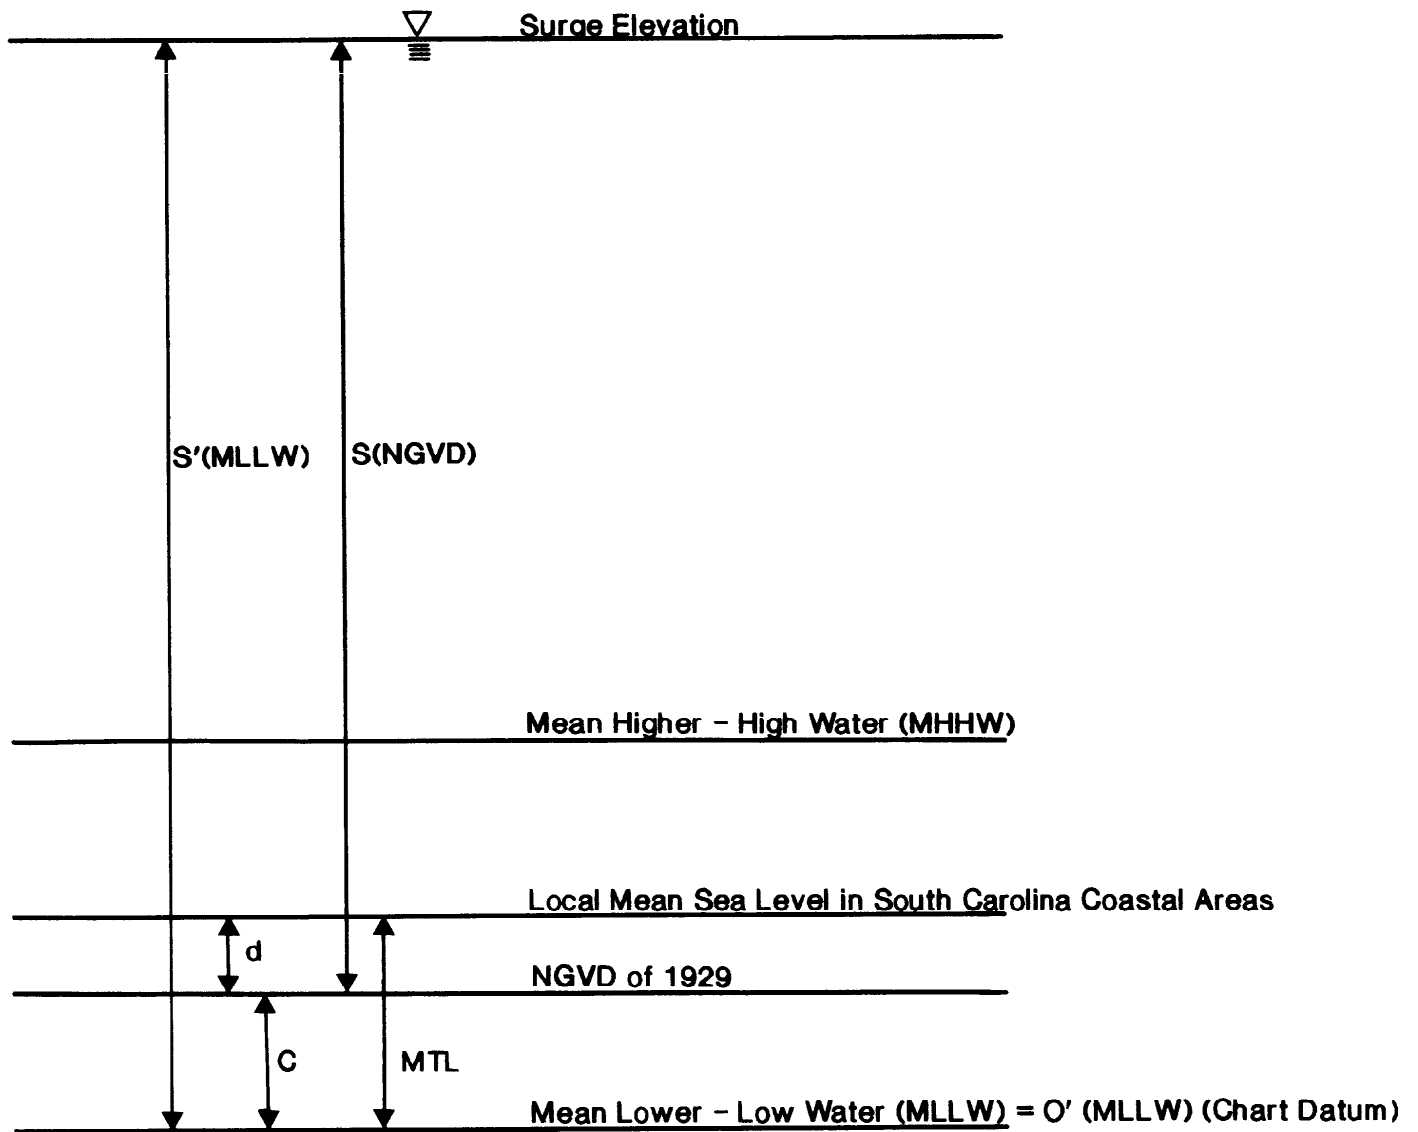 Surge Elevation
S'(MLLW)
S(NGVD)
Mean Higher - High Water (MHHW)
Local Mean Sea Level in South Carolina Coastal Areas
d
NGVD of 1929
C
MTL
Mean Lower - Low Water (MLLW) = O' (MLLW) (Chart Datum)